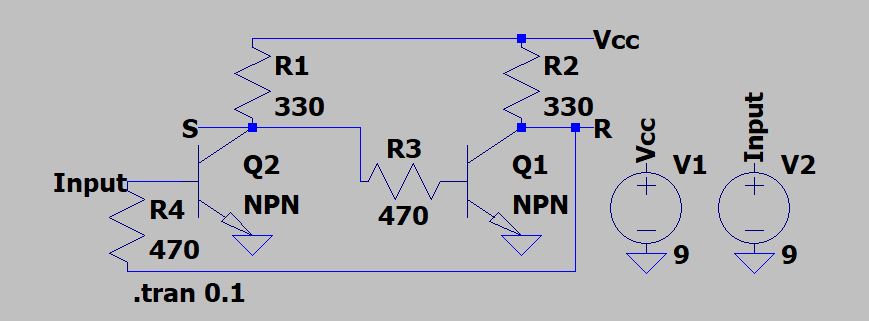 Vcc
R1
330
R2
330
S
R
R3
470
Q2
NPN
Q1
NPN
Input
R4
470
Vcc
V1
9
Input
V2
9
.tran 0.1